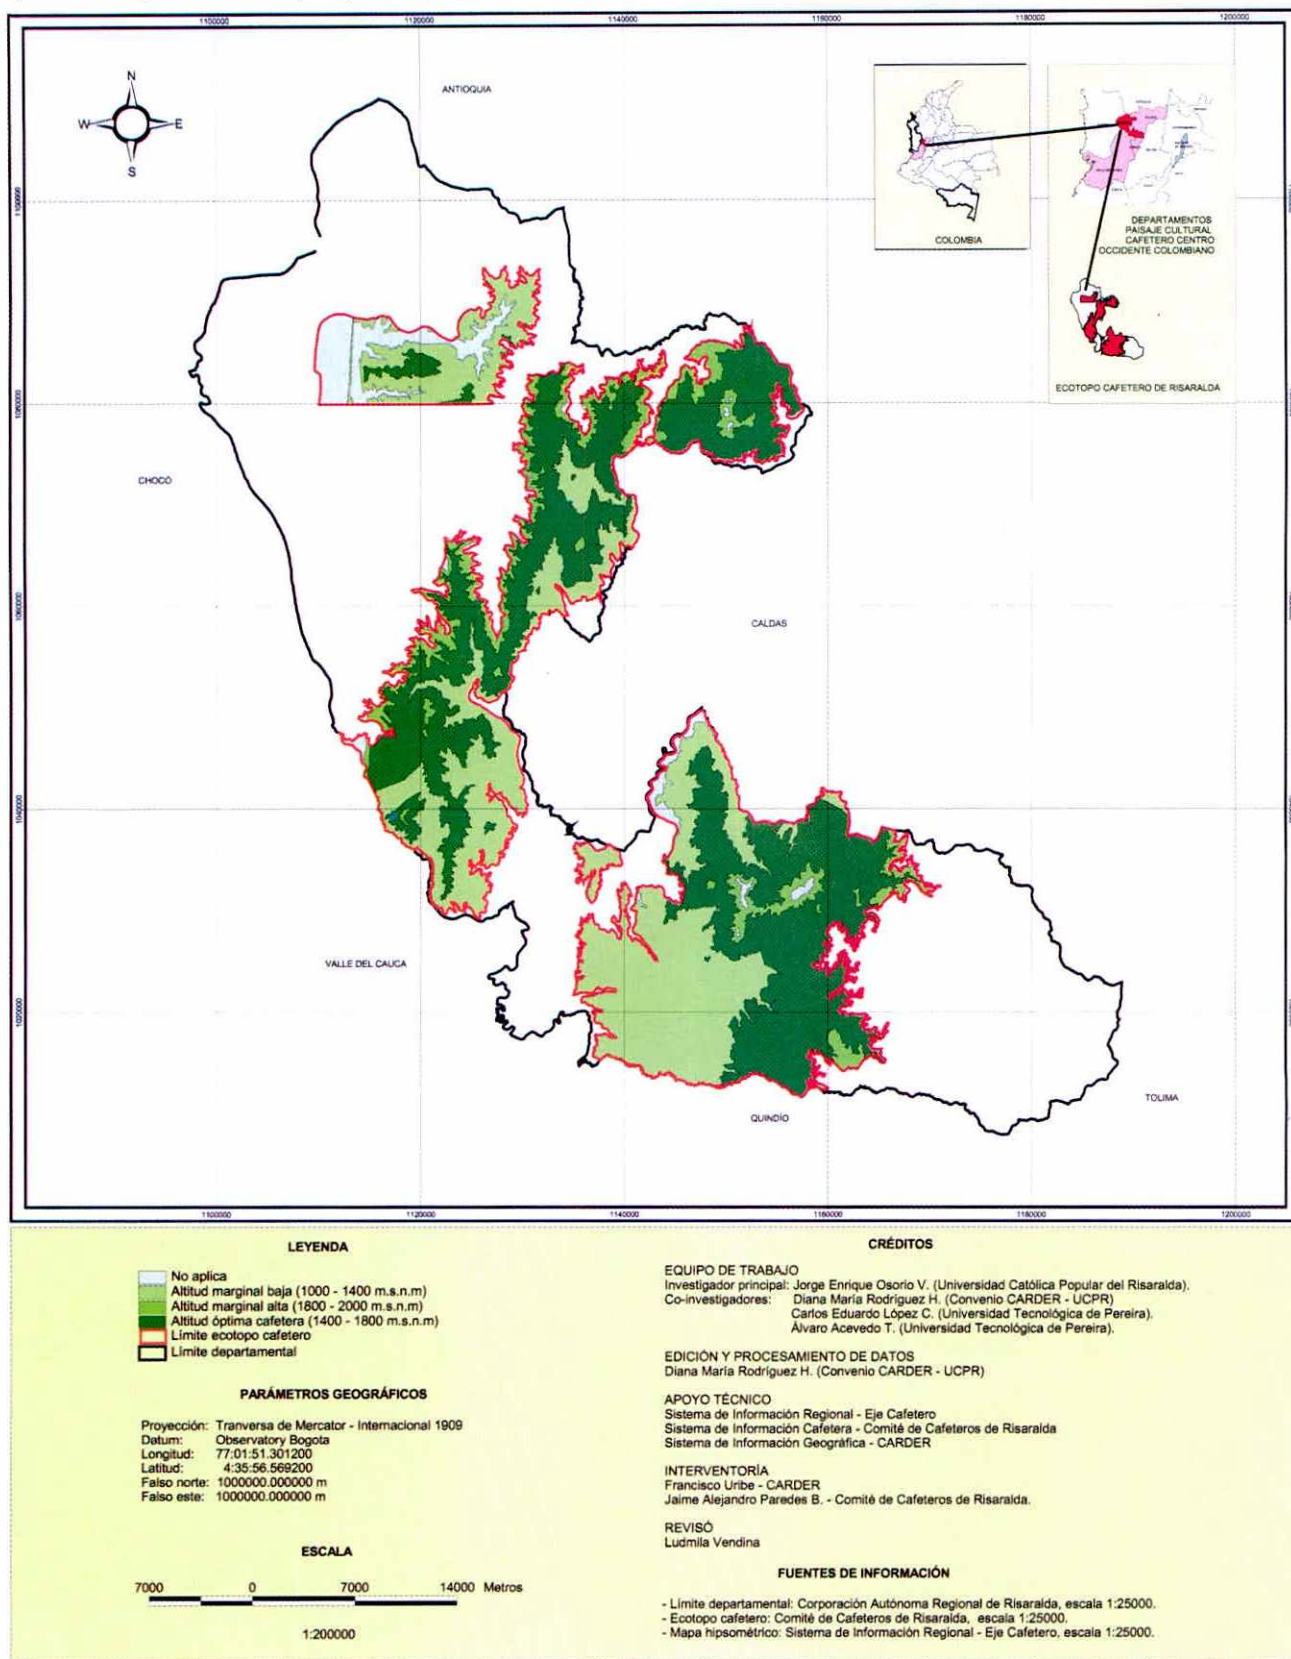 1100000 1120000 1140000 1160000 1180000 1200000
N
W E
S
ANTIOQUIA
COLOMBIA
DEPARTAMENTOS
PAISAJE CULTURAL
CAFETERO CENTRO
OCCIDENTE COLOMBIANO
ECOTOPO CAFETERO DE RISARALDA
CHOCÓ
CALDAS
1040000
VALLE DEL CAUCA
1020000
TOLIMA
QUINDÍO
1100000 1120000 1140000 1160000 1180000 1200000
LEYENDA
No aplica
Altitud marginal baja (1000 - 1400 m.s.n.m)
Altitud marginal alta (1800 - 2000 m.s.n.m)
Altitud óptima cafetera (1400 - 1800 m.s.n.m)
Límite ecotopo cafetero
Límite departamental
PARÁMETROS GEOGRÁFICOS
Proyección: Tranversa de Mercator - Internacional 1909
Datum: Observatory Bogota
Longitud: 77:01:51.301200
Latitud: 4:35:56.569200
Falso norte: 1000000.000000 m
Falso este: 1000000.000000 m
ESCALA
7000 0 7000 14000 Metros
1:200000
CRÉDITOS
EQUIPO DE TRABAJO
Investigador principal: Jorge Enrique Osorio V. (Universidad Católica Popular del Risaralda).
Co-investigadores: Diana María Rodríguez H. (Convenio CARDER - UCPR)
Carlos Eduardo López C. (Universidad Tecnológica de Pereira).
Álvaro Acevedo T. (Universidad Tecnológica de Pereira).
EDICIÓN Y PROCESAMIENTO DE DATOS
Diana María Rodríguez H. (Convenio CARDER - UCPR)
APOYO TÉCNICO
Sistema de Información Regional - Eje Cafetero
Sistema de Información Cafetera - Comité de Cafeteros de Risaralda
Sistema de Información Geográfica - CARDER
INTERVENTORÍA
Francisco Uribe - CARDER
Jaime Alejandro Paredes B. - Comité de Cafeteros de Risaralda.
REVISÓ
Ludmila Vendina
FUENTES DE INFORMACIÓN
- Límite departamental: Corporación Autónoma Regional de Risaralda, escala 1:25000.
- Ecotopo cafetero: Comité de Cafeteros de Risaralda, escala 1:25000.
- Mapa hipsométrico: Sistema de Información Regional - Eje Cafetero, escala 1:25000.